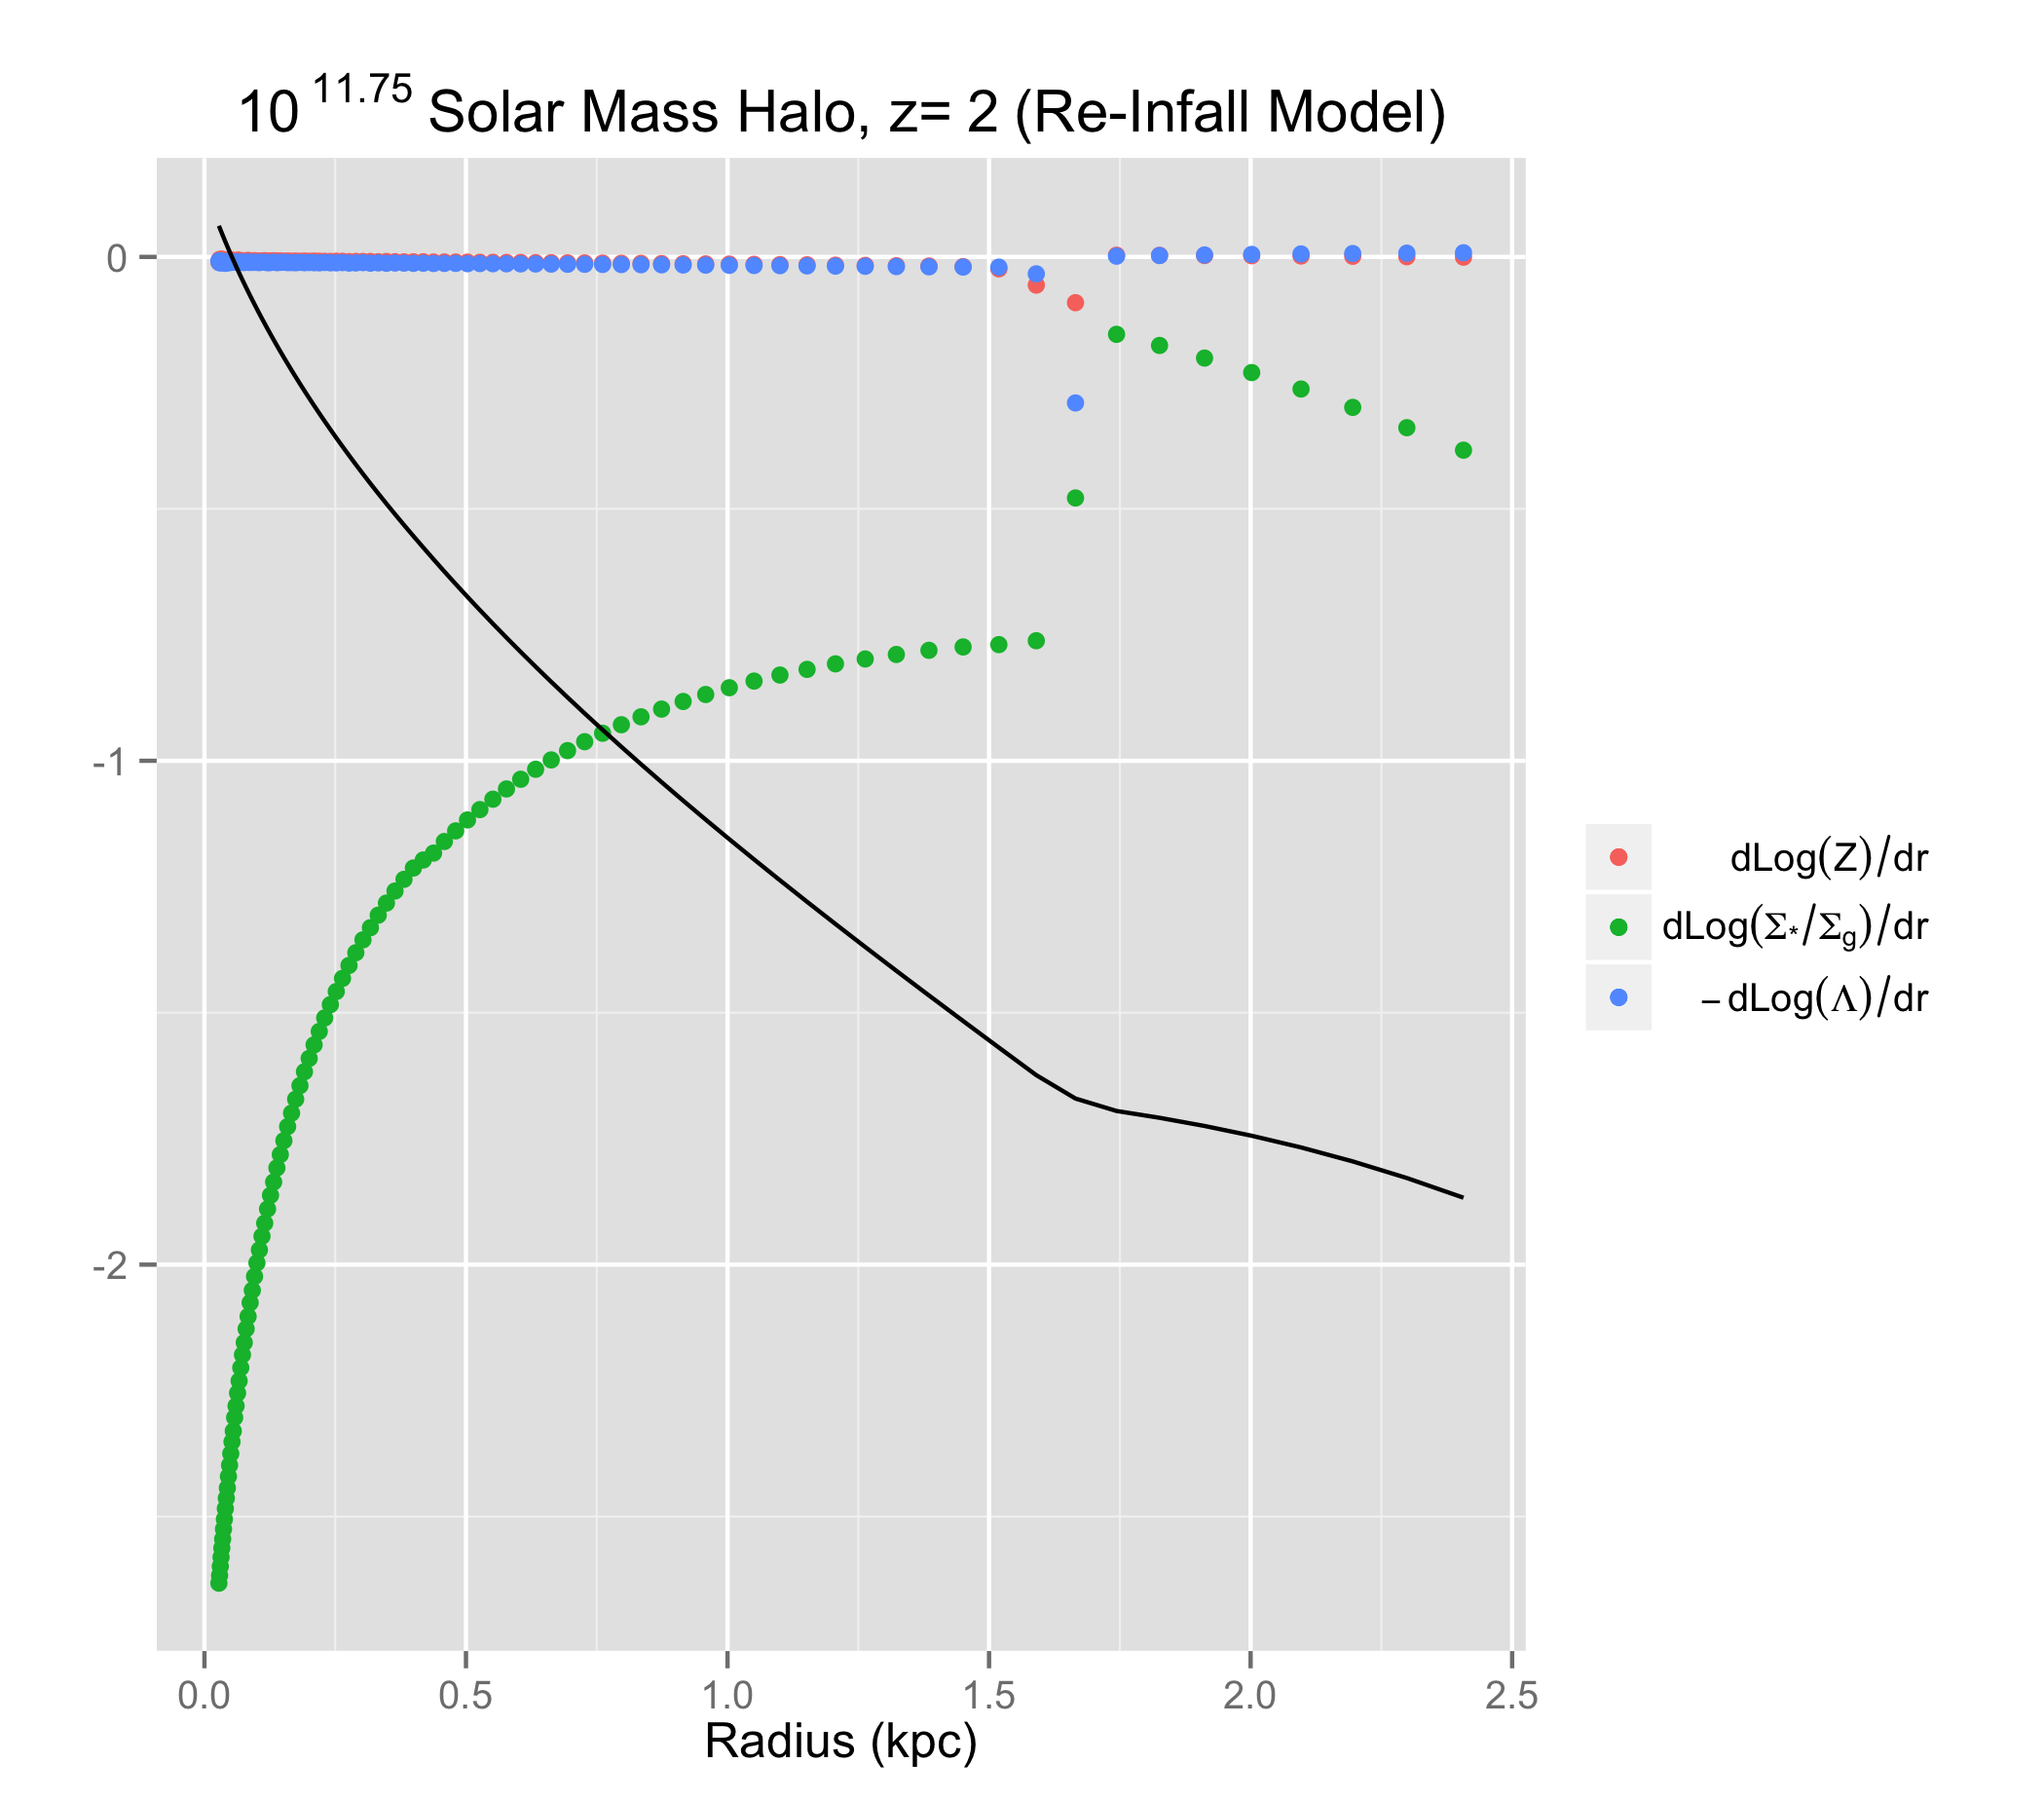 10^11.75 Solar Mass Halo, z= 2 (Re-Infall Model)
0
-1
-2
0.0 0.5 1.0 1.5 2.0 2.5
Radius (kpc)
dLog(Z)/dr
dLog(Σ*/Σg)/dr
– dLog(Λ)/dr